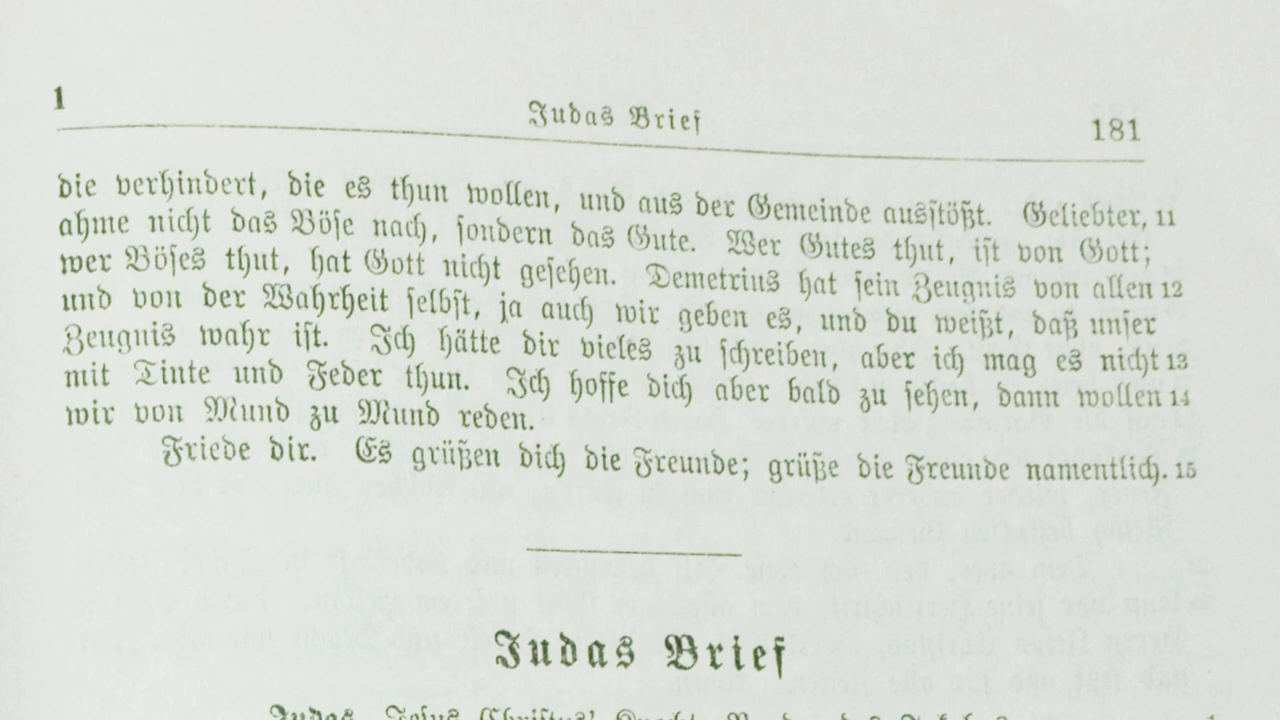 1 Judas Brief 181
die verhindert, die es thun wollen, und aus der Gemeinde ausstößt. Geliebter, 11
ahme nicht das Böse nach, sondern das Gute. Wer Gutes thut, ist von Gott;
wer Böses thut, hat Gott nicht gesehen. Demetrius hat sein Zeugnis von allen 12
und von der Wahrheit selbst, ja auch wir geben es, und du weißt, daß unser
Zeugnis wahr ist. Ich hätte dir vieles zu schreiben, aber ich mag es nicht 13
mit Tinte und Feder thun. Ich hoffe dich aber bald zu sehen, dann wollen 14
wir von Mund zu Mund reden.
Friede dir. Es grüßen dich die Freunde; grüße die Freunde namentlich. 15
Judas Brief
Judas, Jesus Christus'